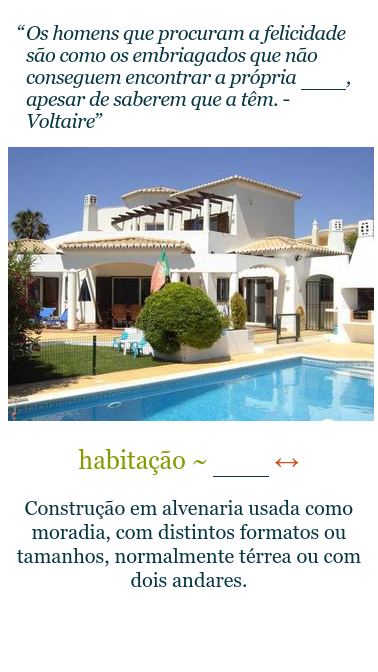 “Os homens que procuram a felicidade
são como os embriagados que não
conseguem encontrar a própria ____,
apesar de saberem que a têm. -
Voltaire”
habitação ~ ____ ↔
Construção em alvenaria usada como
moradia, com distintos formatos ou
tamanhos, normalmente térrea ou com
dois andares.